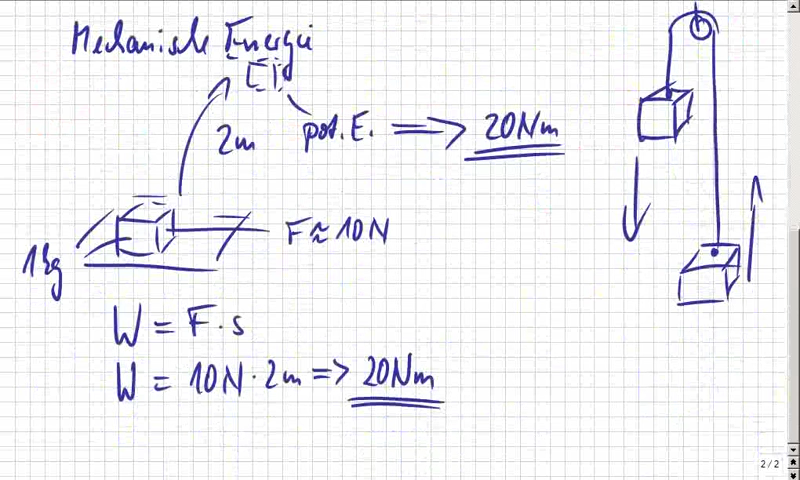 Mechanische Energie
2m
pot. E. => 20Nm
1kg
F ≈ 10N
W = F · s
W = 10N · 2m => 20Nm
2/2